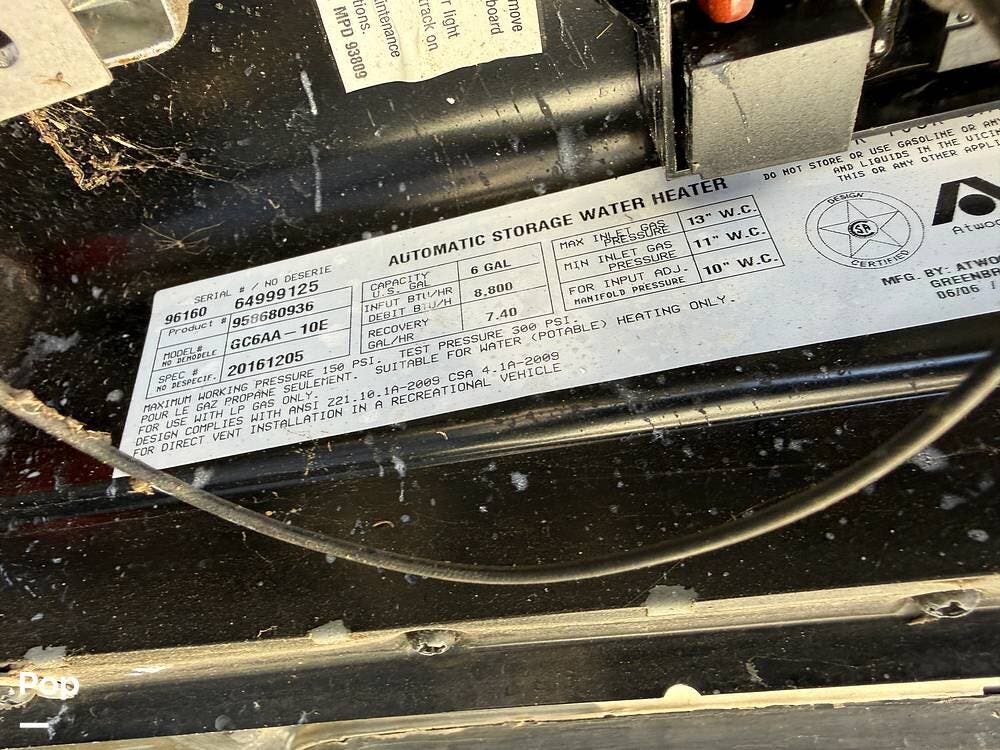 move
board
r light
track on
intenance
tions.
MPD 93809
DO NOT STORE OR USE GASOLINE OR
AND LIQUIDS IN THE
THIS OR ANY OTHER
AUTOMATIC STORAGE WATER HEATER
SERIAL # / NO DESERIE
96160 64999125
Product # 958680936
MODEL# GC6AA-10E
NO DEMODELE
SPEC # 20161205
NO DESPECIF.
CAPACITY 6 GAL
U.S. GAL
INPUT BTU/HR 8,800
DEBIT BTU/H
RECOVERY 7.40
GAL/HR
MAX INLET GAS 13" W.C.
PRESSURE
MIN INLET GAS 11" W.C.
PRESSURE
FOR INPUT ADJ. 10" W.C.
MANIFOLD PRESSURE
DESIGN
CERTIFIED
MFG. BY: ATWO
GREENBR
06/06 /
MAXIMUM WORKING PRESSURE 150 PSI. TEST PRESSURE 300 PSI.
POUR LE GAZ PROPANE SEULEMENT. SUITABLE FOR WATER (POTABLE) HEATING ONLY.
FOR USE WITH LP GAS ONLY.
DESIGN COMPLIES WITH ANSI Z21.10.1A-2009 CSA 4.1A-2009
FOR DIRECT VENT INSTALLATION IN A RECREATIONAL VEHICLE
Pop